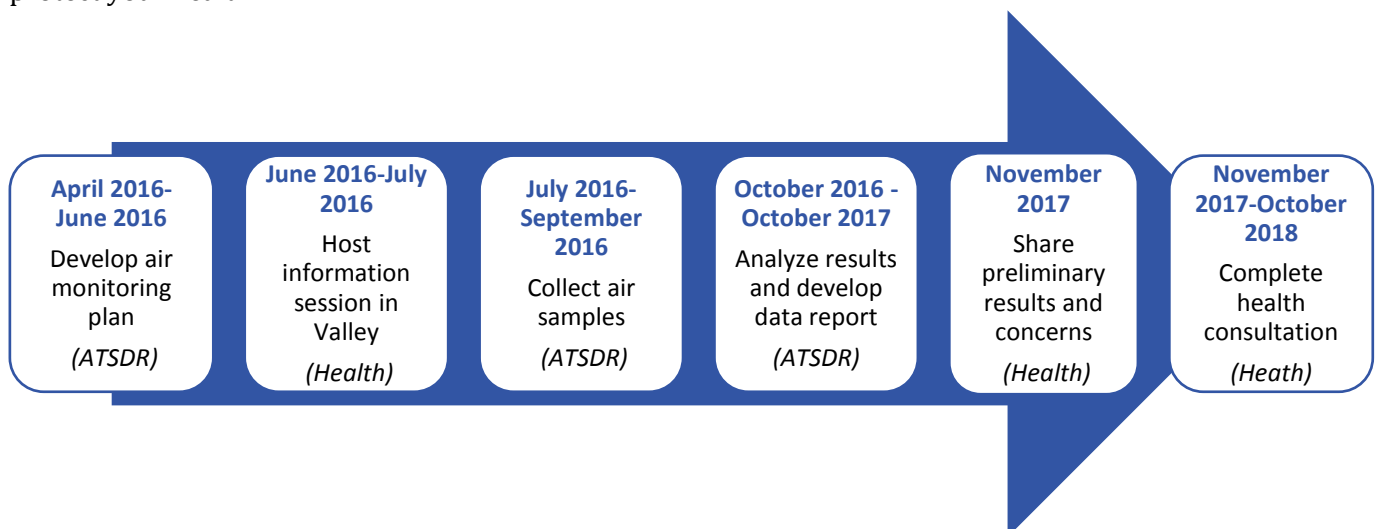 April 2016-
June 2016
Develop air
monitoring
plan
(ATSDR)
June 2016-July
2016
Host
information
session in
Valley
(Health)
July 2016-
September
2016
Collect air
samples
(ATSDR)
October 2016 -
October 2017
Analyze results
and develop
data report
(ATSDR)
November
2017
Share
preliminary
results and
concerns
(Health)
November
2017-October
2018
Complete
health
consultation
(Heath)